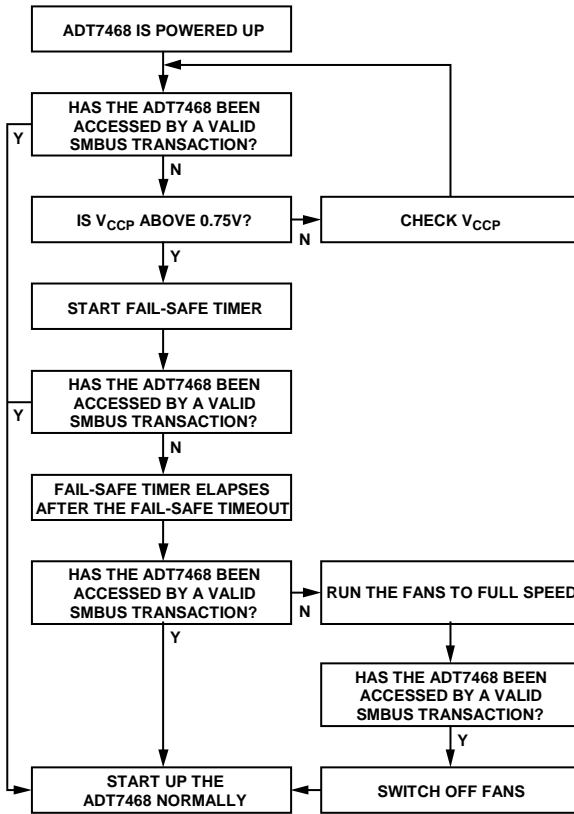 ADT7468 IS POWERED UP
HAS THE ADT7468 BEEN
ACCESSED BY A VALID
SMBUS TRANSACTION?
Y
N
IS VCCP ABOVE 0.75V?
N
CHECK VCCP
Y
START FAIL-SAFE TIMER
HAS THE ADT7468 BEEN
ACCESSED BY A VALID
SMBUS TRANSACTION?
Y
N
FAIL-SAFE TIMER ELAPSES
AFTER THE FAIL-SAFE TIMEOUT
HAS THE ADT7468 BEEN
ACCESSED BY A VALID
SMBUS TRANSACTION?
N
RUN THE FANS TO FULL SPEED
Y
HAS THE ADT7468 BEEN
ACCESSED BY A VALID
SMBUS TRANSACTION?
Y
START UP THE
ADT7468 NORMALLY
SWITCH OFF FANS